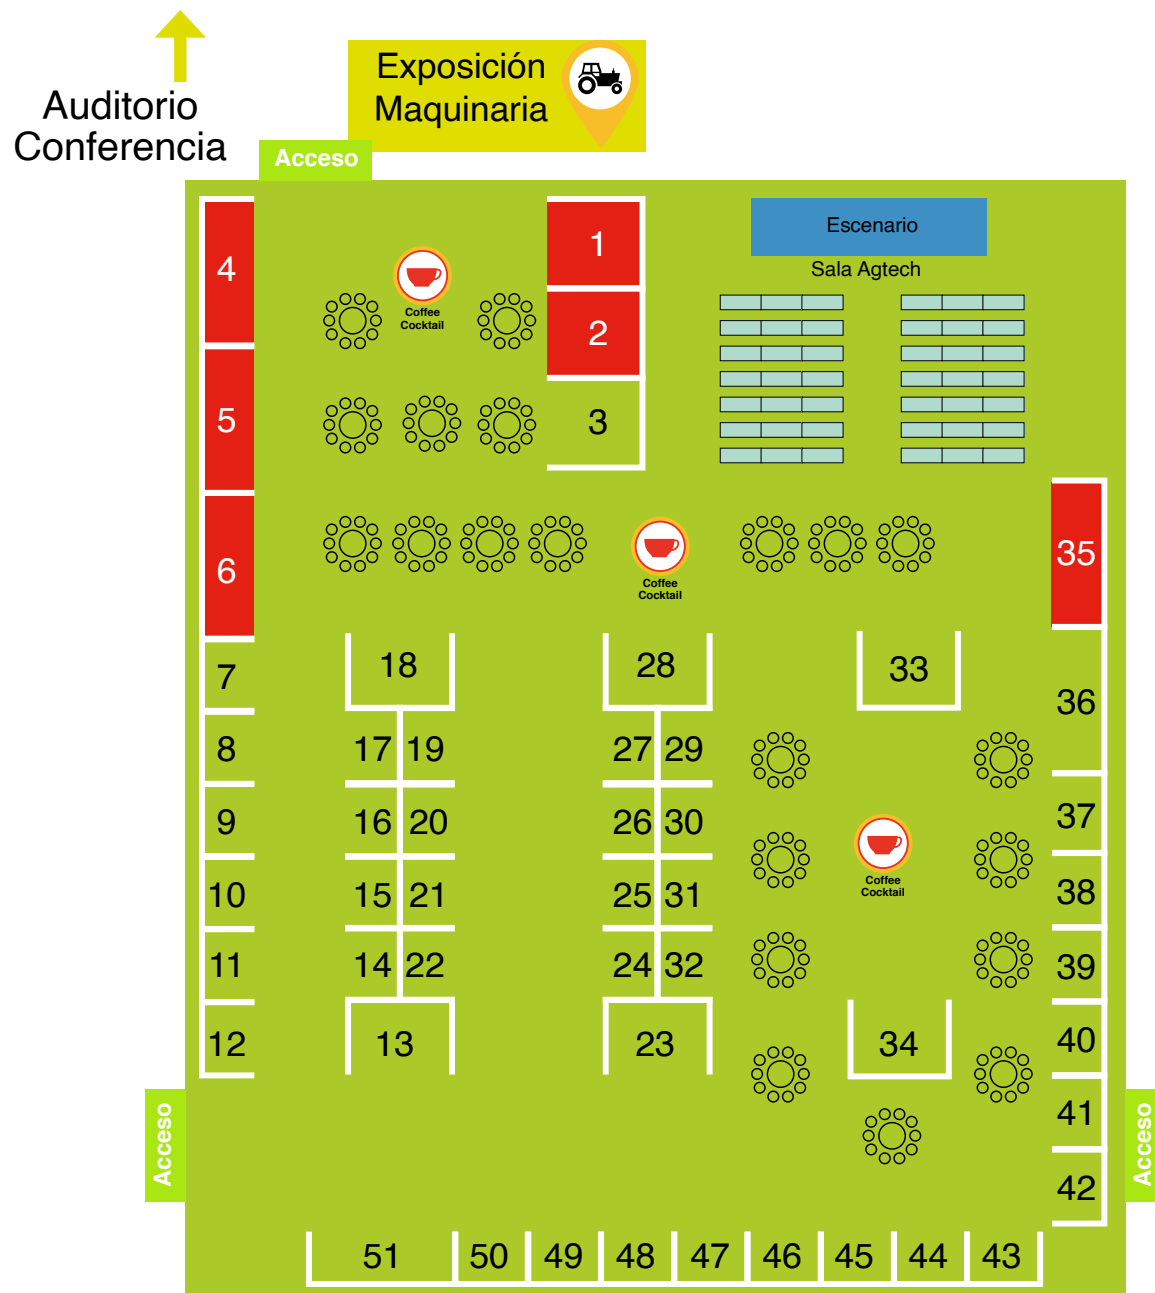 Auditorio
Conferencia
Exposición
Maquinaria
Acceso
Escenario
Sala Agtech
1
4
Coffee
Cocktail
2
5
3
6
Coffee
Cocktail
35
7
18
28
33
36
8
17 19
27 29
9
16 20
26 30
37
10
15 21
25 31
Coffee
Cocktail
38
11
14 22
24 32
39
12
13
23
34
40
Acceso
41
Acceso
42
51 50 49 48 47 46 45 44 43